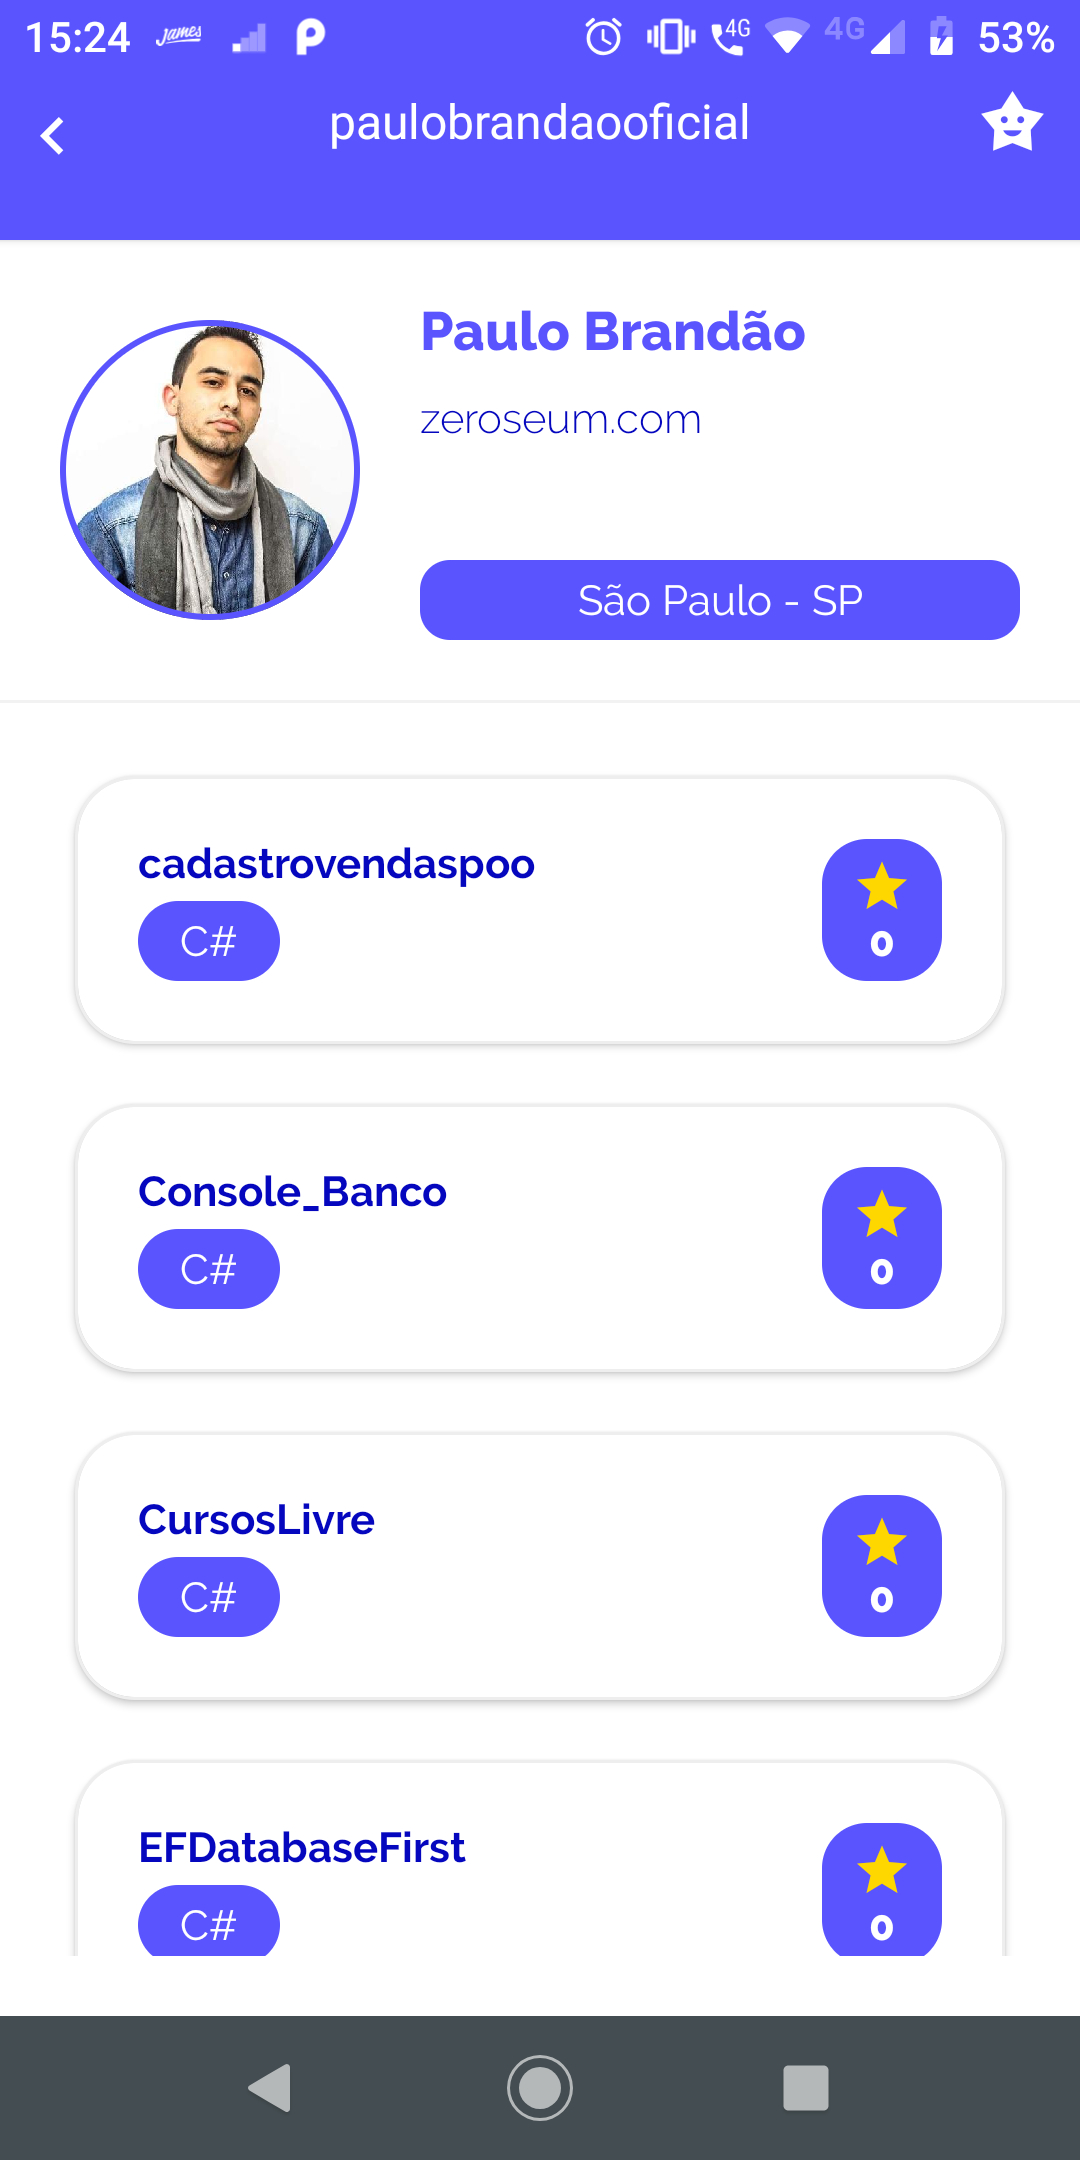 15:24 James 4G 4G 53%
paulobrandaooficial
Paulo Brandão
zeroseum.com
São Paulo - SP
cadastrovendaspoo
C#
0
Console_Banco
C#
0
CursosLivre
C#
0
EFDatabaseFirst
C#
0